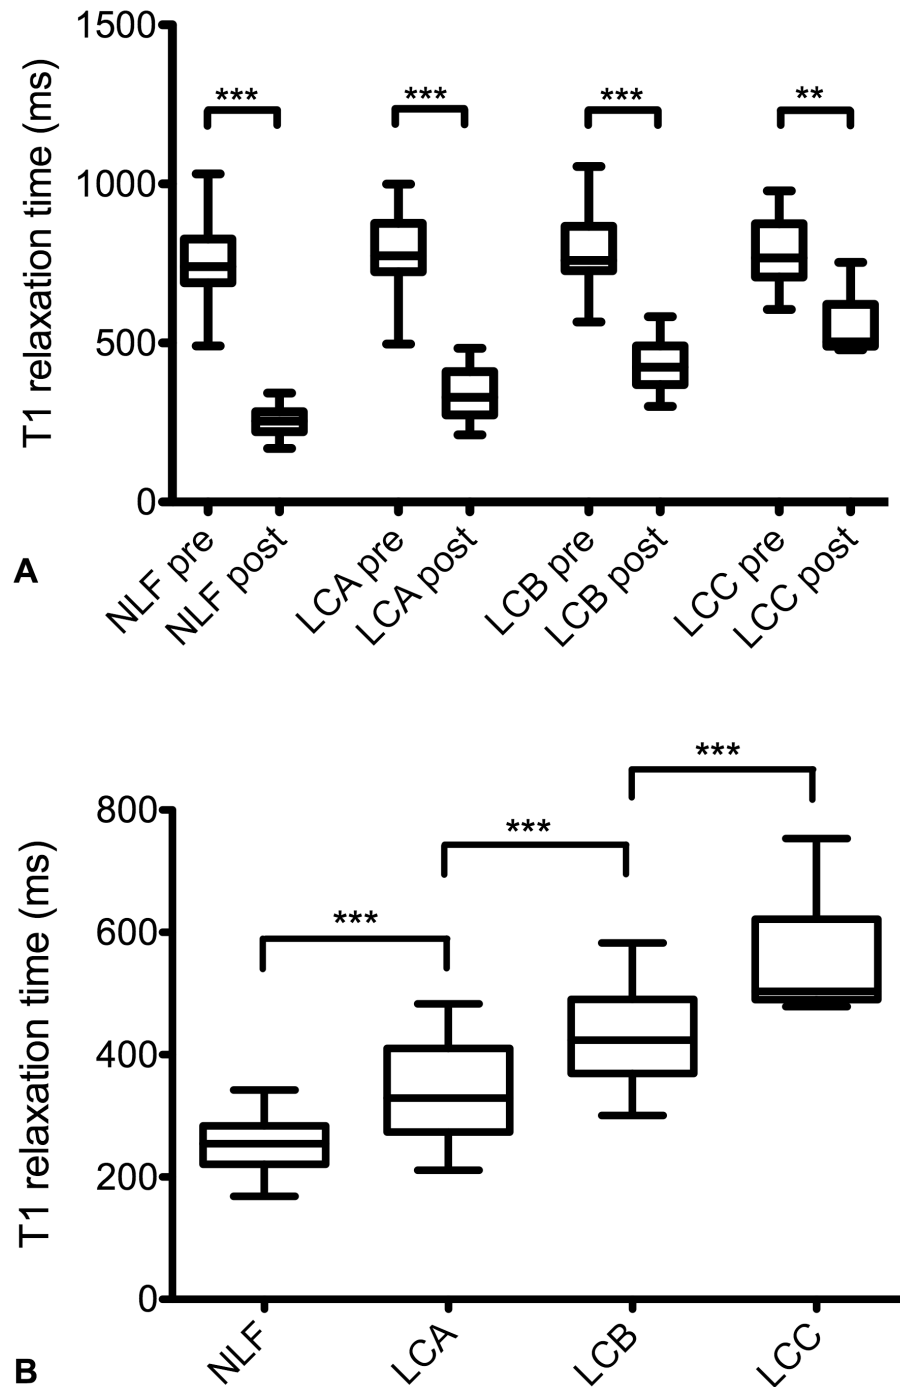 1500
T1 relaxation time (ms)
*** *** *** **
1000
500
0
NLF pre NLF post LCA pre LCA post LCB pre LCB post LCC pre LCC post
A
***
800
***
T1 relaxation time (ms)
***
600
400
200
0
NLF LCA LCB LCC
B